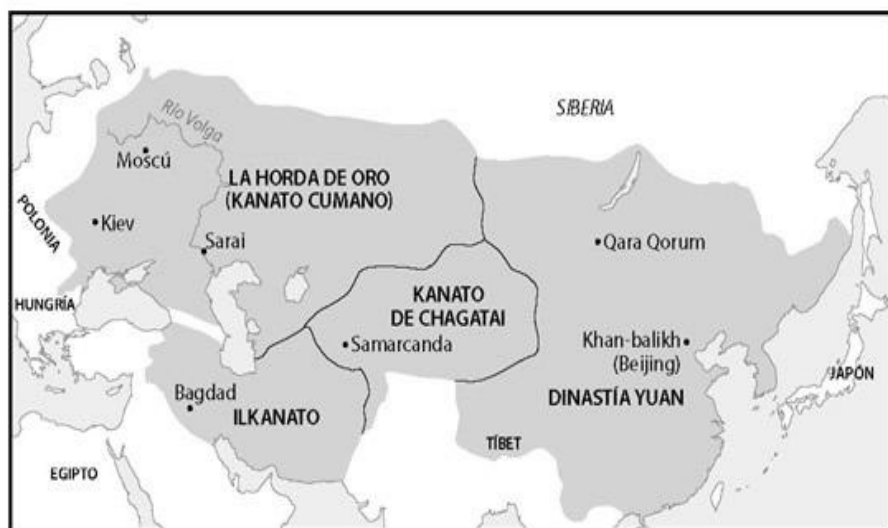 SIBERIA
Río Volga
Moscú
LA HORDA DE ORO
(KANATO CUMANO)
POLONIA
Kiev
Sarai
Qara Qorum
HUNGRÍA
KANATO
DE CHAGATAI
Samarcanda
Khan-balikh
(Beijing)
JÁPÓN
Bagdad
ILKANATO
DINASTÍA YUAN
TÍBET
EGIPTO